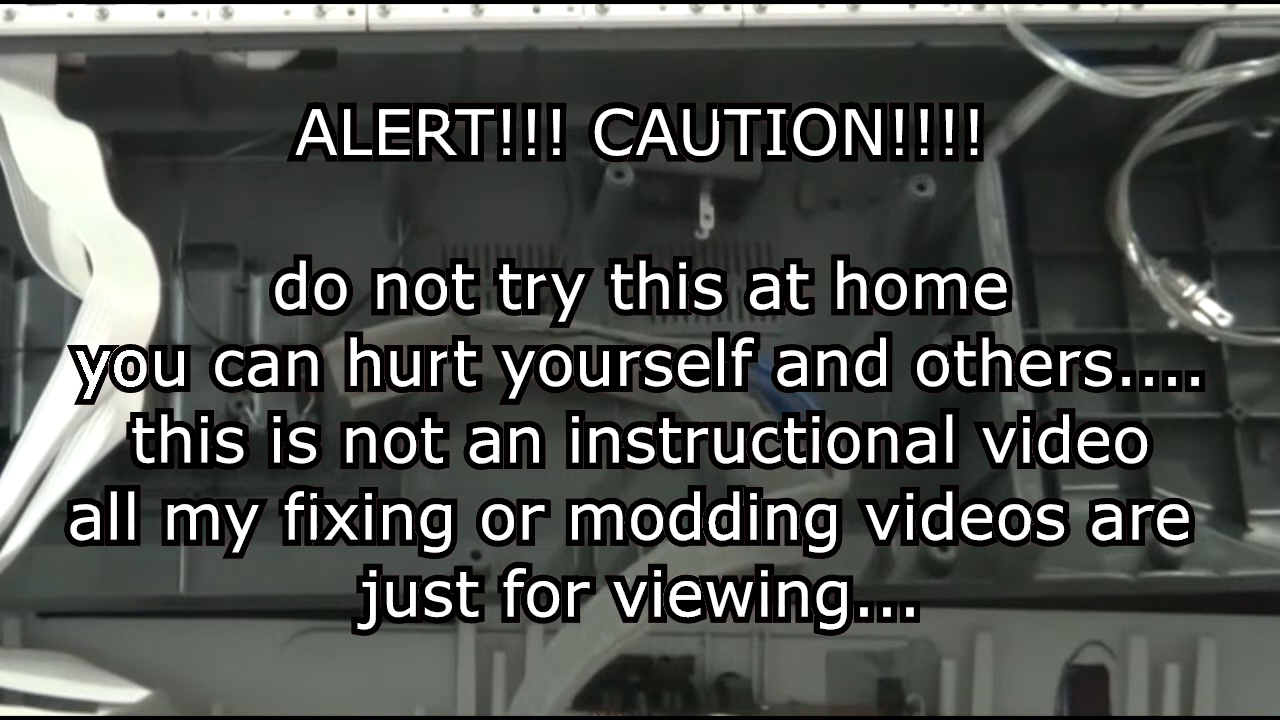 ALERT!!! CAUTION!!!!
do not try this at home
you can hurt yourself and others....
this is not an instructional video
all my fixing or modding videos are
just for viewing...